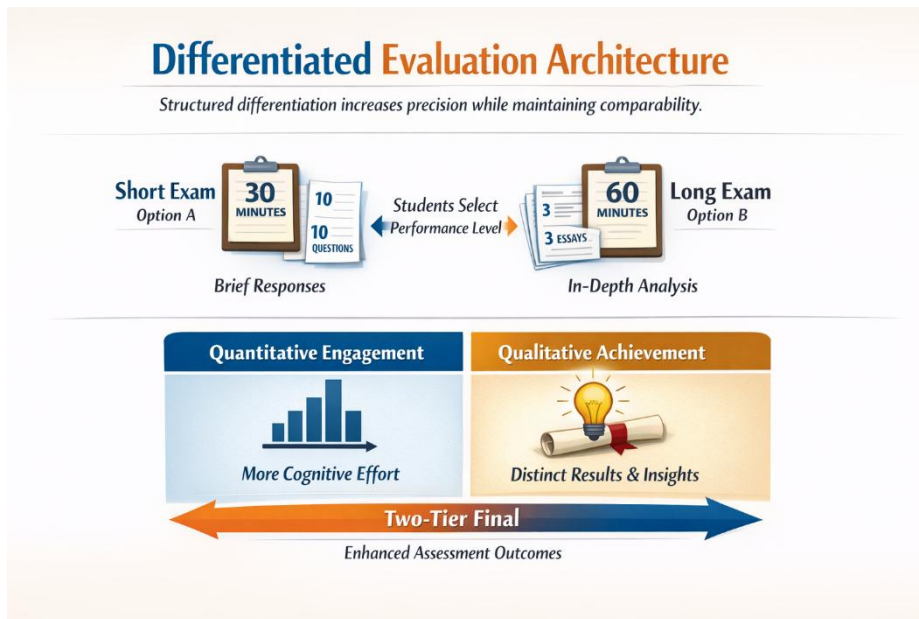 Differentiated Evaluation Architecture
Structured differentiation increases precision while maintaining comparability.
Short Exam
Option A
30
MINUTES
10
10
QUESTIONS
Brief Responses
Students Select
Performance Level
3
3 ESSAYS
60
MINUTES
Long Exam
Option B
In-Depth Analysis
Quantitative Engagement
More Cognitive Effort
Qualitative Achievement
Distinct Results & Insights
Two-Tier Final
Enhanced Assessment Outcomes